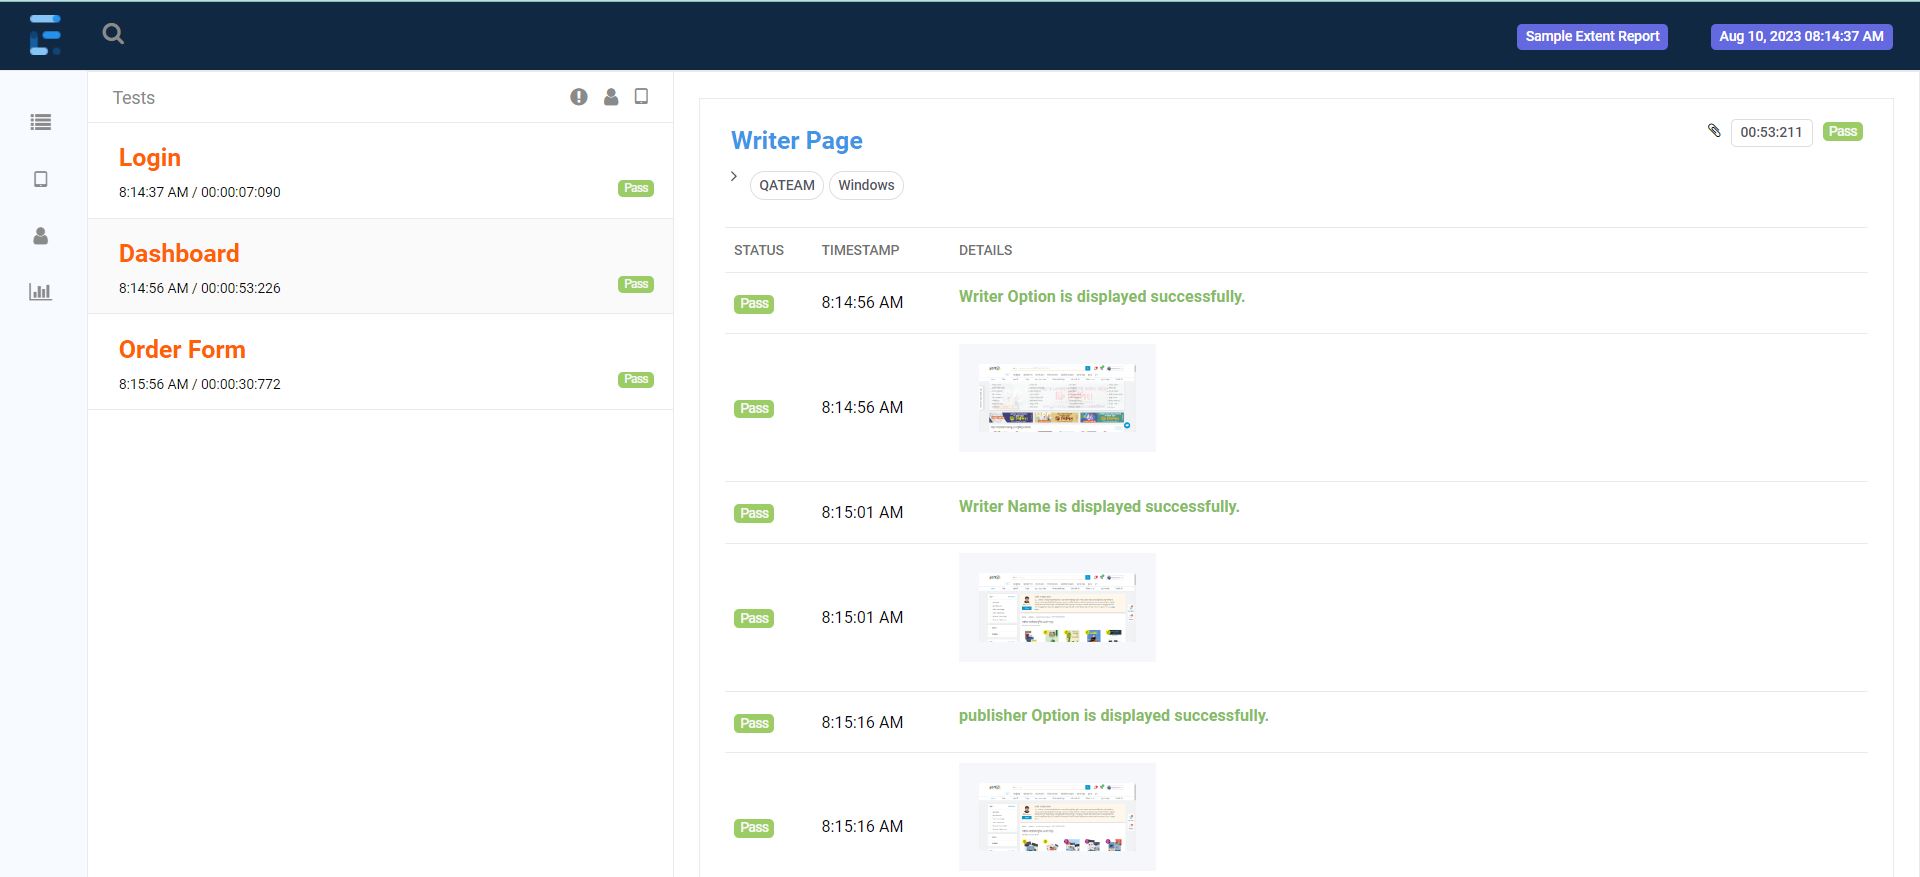 Sample Extent Report
Aug 10, 2023 08:14:37 AM
Tests
Login
8:14:37 AM / 00:00:07:090
Pass
Dashboard
8:14:56 AM / 00:00:53:226
Pass
Order Form
8:15:56 AM / 00:00:30:772
Pass
Writer Page
00:53:211
Pass
QATEAM
Windows
STATUS TIMESTAMP DETAILS
Pass 8:14:56 AM Writer Option is displayed successfully.
Pass 8:14:56 AM
Pass 8:15:01 AM Writer Name is displayed successfully.
Pass 8:15:01 AM
Pass 8:15:16 AM publisher Option is displayed successfully.
Pass 8:15:16 AM